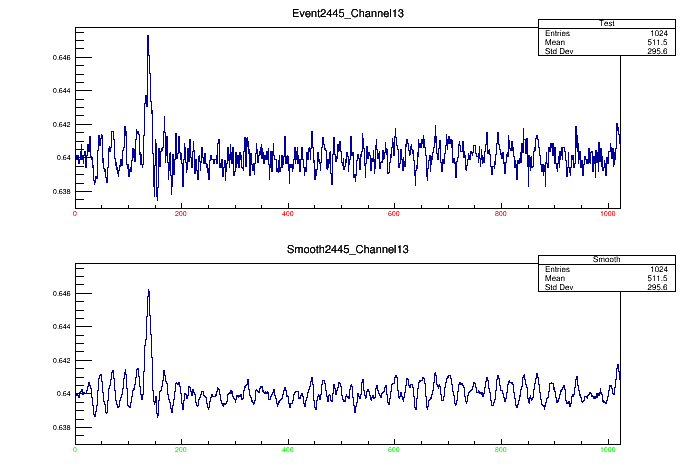 Event2445_Channel13
Test
Entries 1024
Mean 511.5
Std Dev 295.6
0.646
0.644
0.642
0.64
0.638
0 200 400 600 800 1000
Smooth2445_Channel13
Smooth
Entries 1024
Mean 511.5
Std Dev 295.6
0.646
0.644
0.642
0.64
0.638
0 200 400 600 800 1000